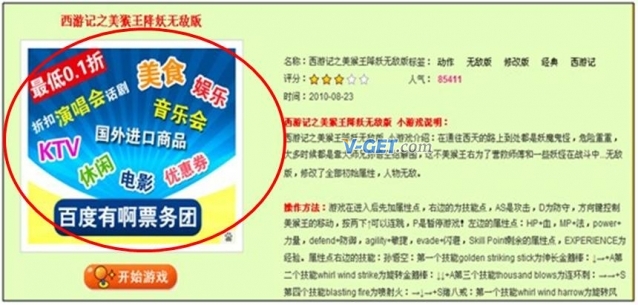 西游记之美猴王降妖无敌版
最低0.1折
美食
娱乐
折扣演唱会话剧
音乐会
KTV
国外进口商品
休闲
电影
优惠券
百度有啊票务团
开始游戏
名称：西游记之美猴王降妖无敌版标签： 动作 无敌版 修改版 经典 西游记
评分： 人气： 85411
时间：2010-08-23
西游记之美猴王降妖无敌版 小游戏说明：
西游记之美猴王降妖无敌版 小游戏介绍：在通往西天的路上到处都是妖魔鬼怪，危险重重，
V-GET.com
大多时候都是靠大师兄孙悟空给解围，这不美猴王右为了营救师傅和一些妖怪在战斗中...无敌
版，修改了全部初始属性，人物无敌。
操作方法：游戏在进入后先加属性点，右边的为技能点，AS是攻击，D为防守，方向键控制
美猴王的移动，按两下↑可以连跳，P是暂停游戏！左边的属性点：HP+血，MP+法，power+
力量，defend+防御，agility+敏捷，evade+闪避，Skill Point剩余的属性点，EXPERIENCE为
经验。属性点右边的技能：孙悟空：第一个技能golden striking stick为伸长金箍棒：↓→+A第
二个技能whirl wind strike为旋转金箍棒：↓↓+A第三个技能thousand blows为连环刺：→→+S
第四个技能blasting fire为喷射火：→↓→+S猪八戒：第一个技能whirl wind harrow为旋转风